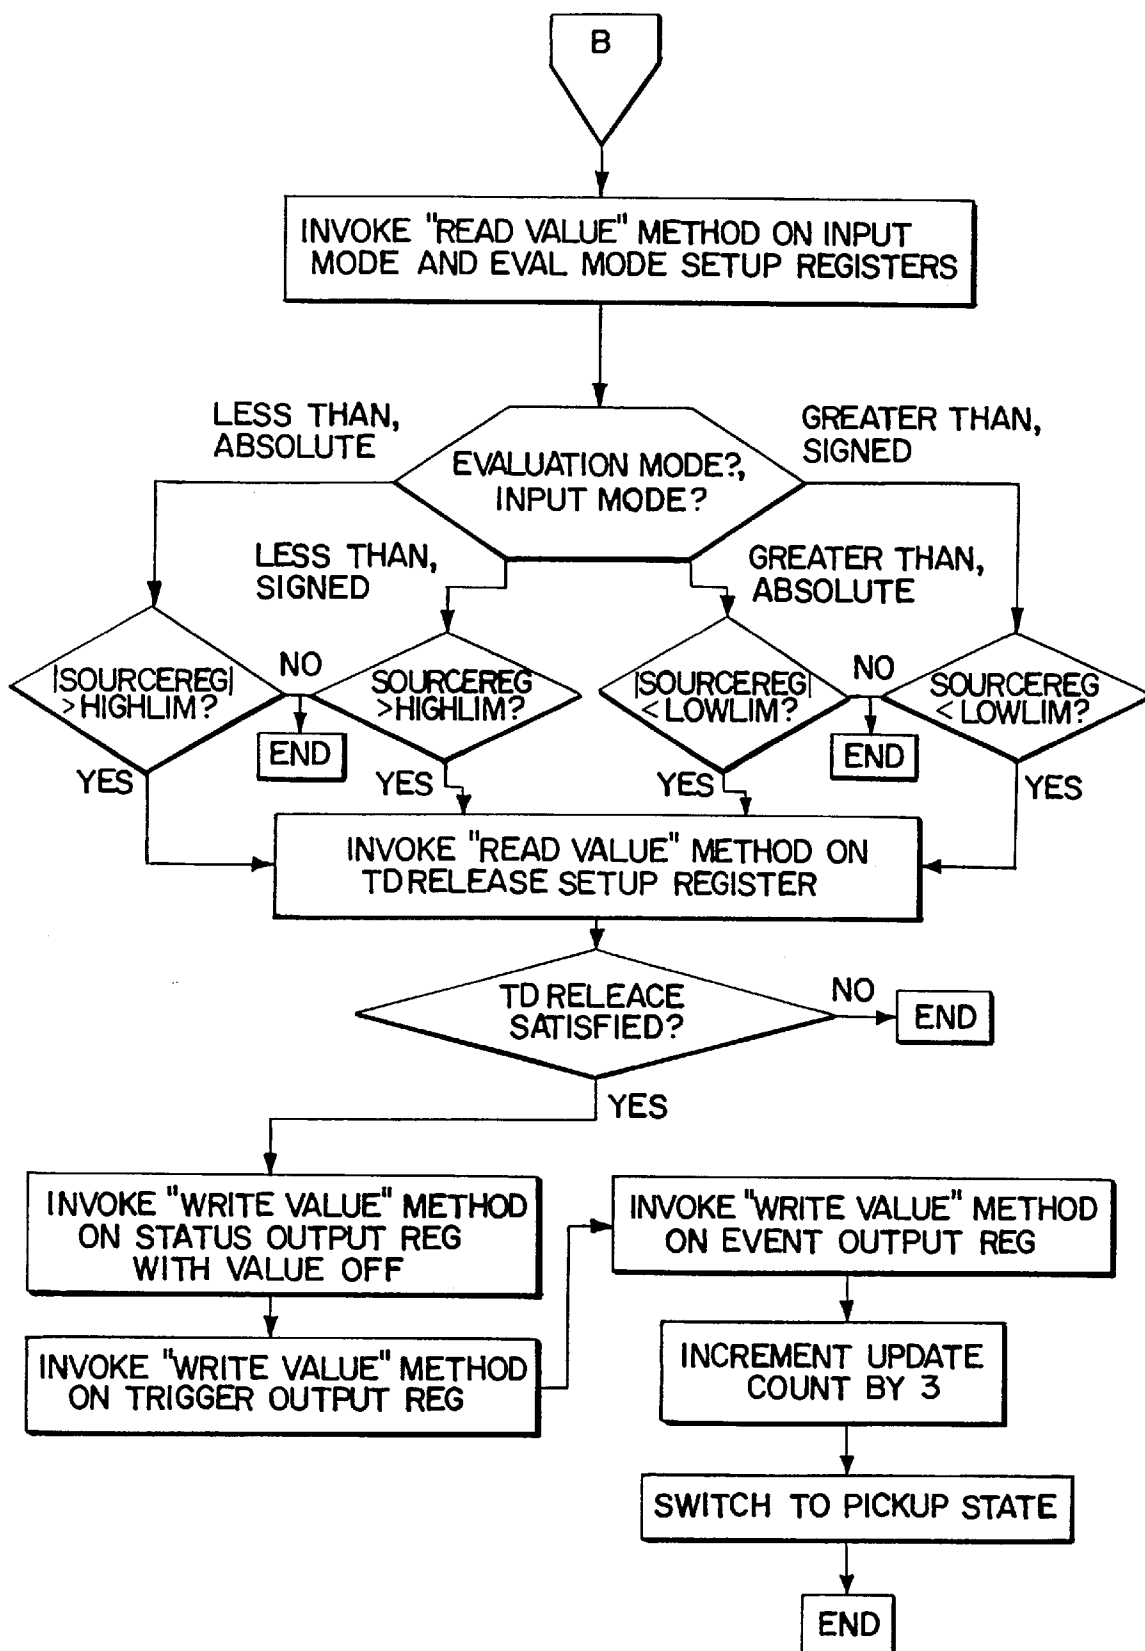 B
INVOKE "READ VALUE" METHOD ON INPUT
MODE AND EVAL MODE SETUP REGISTERS
LESS THAN,
ABSOLUTE
EVALUATION MODE?,
INPUT MODE?
GREATER THAN,
SIGNED
LESS THAN,
SIGNED
GREATER THAN,
ABSOLUTE
|SOURCEREG|
>HIGHLIM?
NO
SOURCEREG
>HIGHLIM?
|SOURCEREG|
<LOWLIM?
NO
SOURCEREG
<LOWLIM?
END
END
YES
YES
YES
YES
INVOKE "READ VALUE" METHOD ON
TD RELEASE SETUP REGISTER
TD RELEACE
SATISFIED?
NO
END
YES
INVOKE "WRITE VALUE" METHOD
ON STATUS OUTPUT REG
WITH VALUE OFF
INVOKE "WRITE VALUE" METHOD
ON TRIGGER OUTPUT REG
INVOKE "WRITE VALUE" METHOD
ON EVENT OUTPUT REG
INCREMENT UPDATE
COUNT BY 3
SWITCH TO PICKUP STATE
END